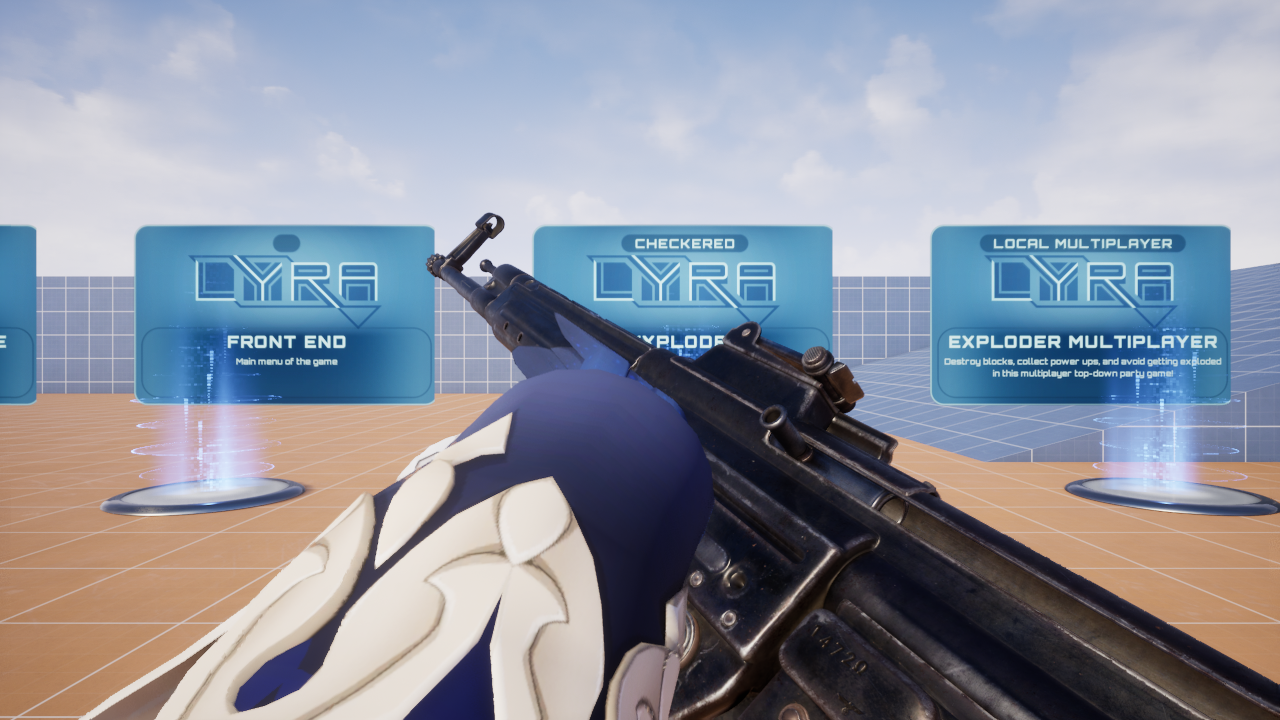 E
LYRA
FRONT END
Main menu of the game
CHECKERED
LYRA
EXPLODE
LOCAL MULTIPLAYER
LYRA
EXPLODER MULTIPLAYER
Destroy blocks, collect power ups, and avoid getting exploded
in this multiplayer top-down party game!